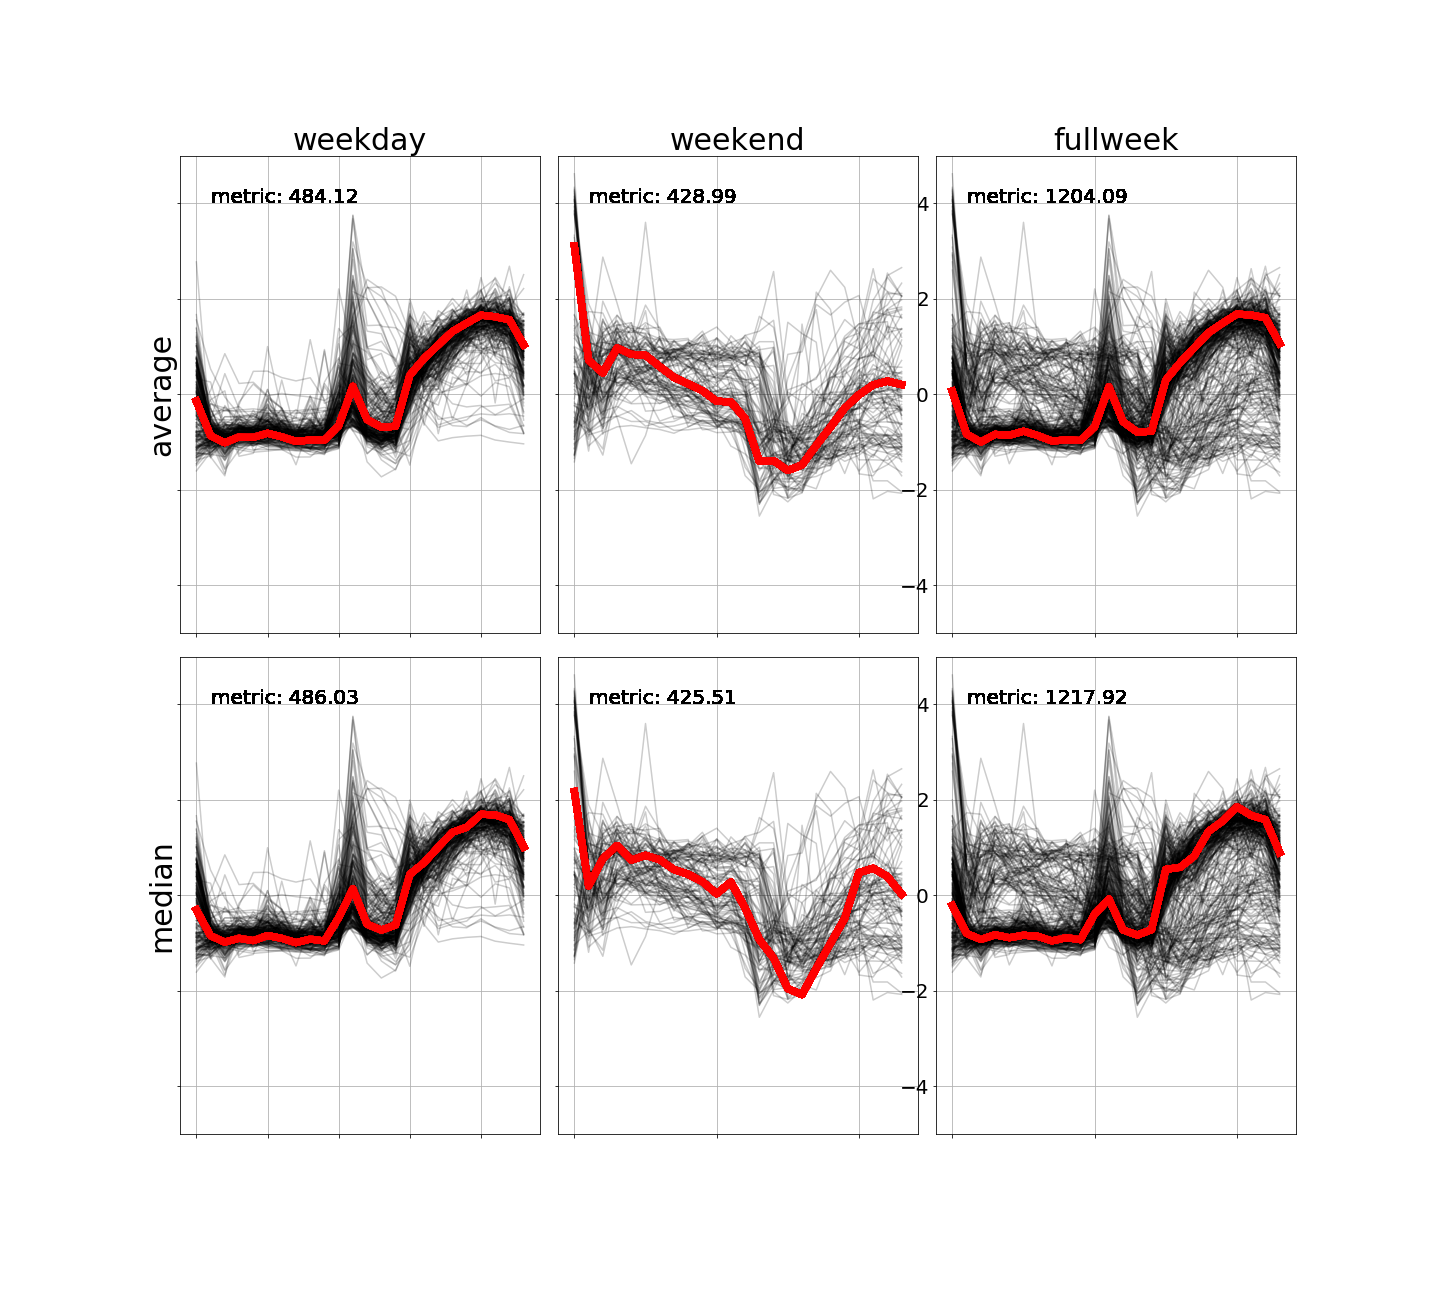 weekday weekend fullweek
average
metric: 484.12
metric: 428.99
metric: 1204.09
4
2
0
−2
−4
median
metric: 486.03
metric: 425.51
metric: 1217.92
4
2
0
−2
−4